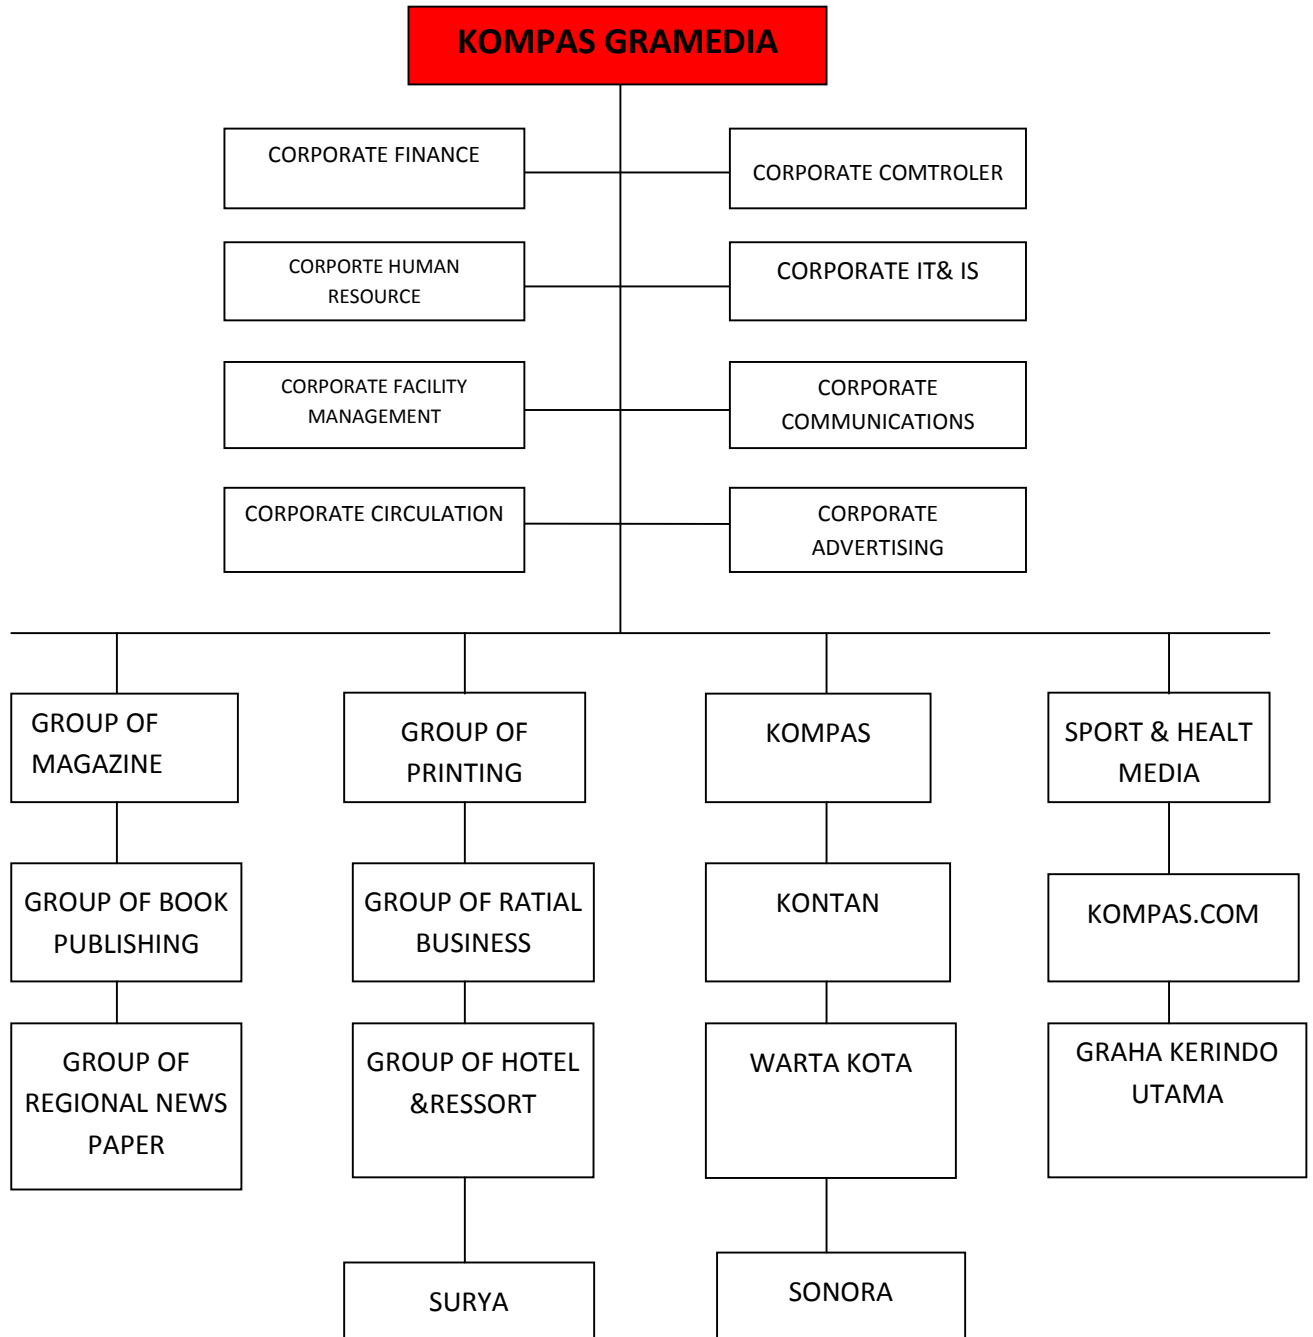 KOMPAS GRAMEDIA
CORPORATE FINANCE
CORPORATE COMTROLER
CORPORTE HUMAN
RESOURCE
CORPORATE IT& IS
CORPORATE FACILITY
MANAGEMENT
CORPORATE
COMMUNICATIONS
CORPORATE CIRCULATION
CORPORATE
ADVERTISING
GROUP OF
MAGAZINE
GROUP OF
PRINTING
KOMPAS
SPORT & HEALT
MEDIA
GROUP OF BOOK
PUBLISHING
GROUP OF RATIAL
BUSINESS
KONTAN
KOMPAS.COM
GROUP OF
REGIONAL NEWS
PAPER
GROUP OF HOTEL
&RESSORT
WARTA KOTA
GRAHA KERINDO
UTAMA
SURYA
SONORA